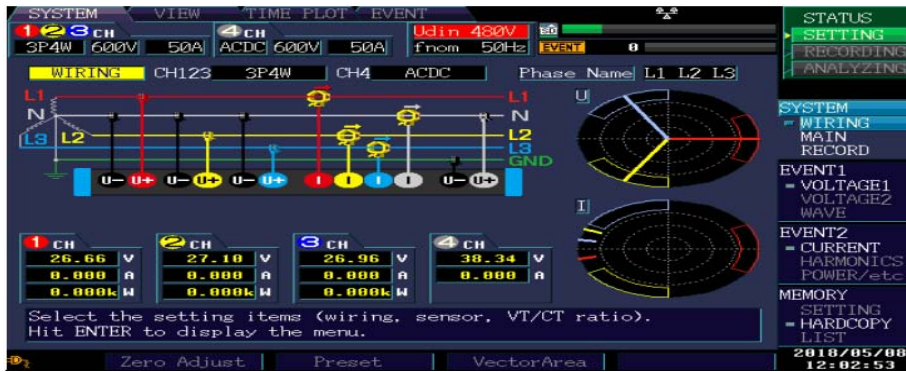 SYSTEM VIEW TIME PLOT EVENT
1 2 3 CH 4 CH Udin 480V SD
3P4W 600V 50A ACDC 600V 50A fnom 50Hz EVENT 0
WIRING CH123 3P4W CH4 ACDC Phase Name L1 L2 L3
L1 L1
N N
L3 L2 L2
L3
GND
U- U+ U- U+ U- U+ I I I I U- U+
U
I
1 CH 2 CH 3 CH 4 CH
26.66 V 27.10 V 26.96 V 38.34 V
0.000 A 0.000 A 0.000 A 0.000 A
0.000k W 0.000k W 0.000k W
Select the setting items (wiring, sensor, VT/CT ratio).
Hit ENTER to display the menu.
Zero Adjust Preset VectorArea
STATUS
SETTING
RECORDING
ANALYZING
SYSTEM
WIRING
MAIN
RECORD
EVENT1
VOLTAGE1
VOLTAGE2
WAVE
EVENT2
CURRENT
HARMONICS
POWER/etc
MEMORY
SETTING
HARDCOPY
LIST
2018/05/08
12:02:53